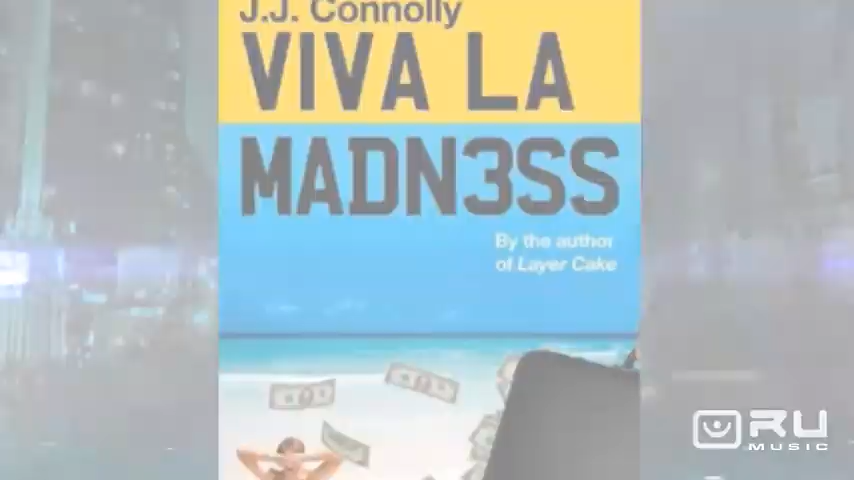 J.J. Connolly
VIVA LA
MADN3SS
By the author
of Layer Cake
RU
MUSIC